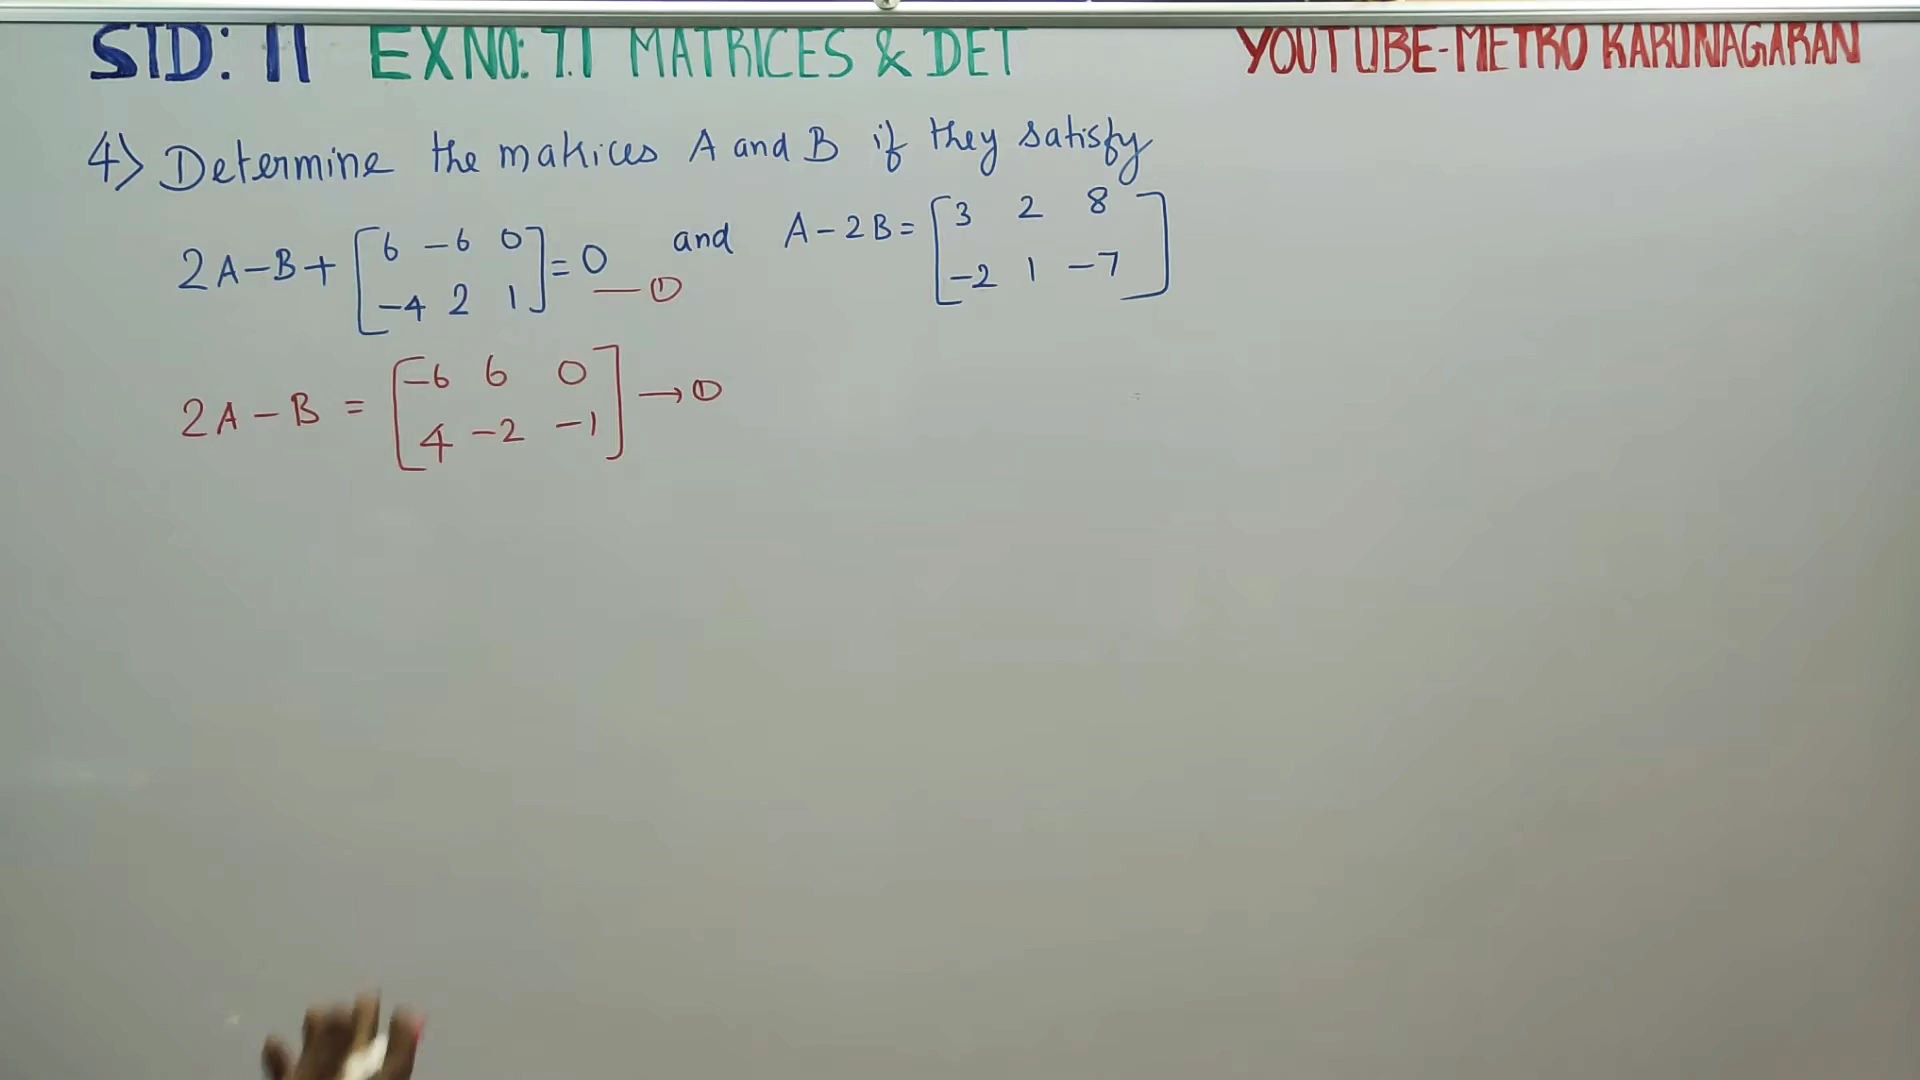 STD: 11 EX NO: 7.1 MATRICES & DET YOUTUBE-METRO KARUNAGARAN
4) Determine the matrices A and B if they satisfy
2A-B+[6 -6 0 = 0 and A-2B=[3 2 8
-4 2 1] —① -2 1 -7]
2A-B = [-6 6 0
4 -2 -1] →①